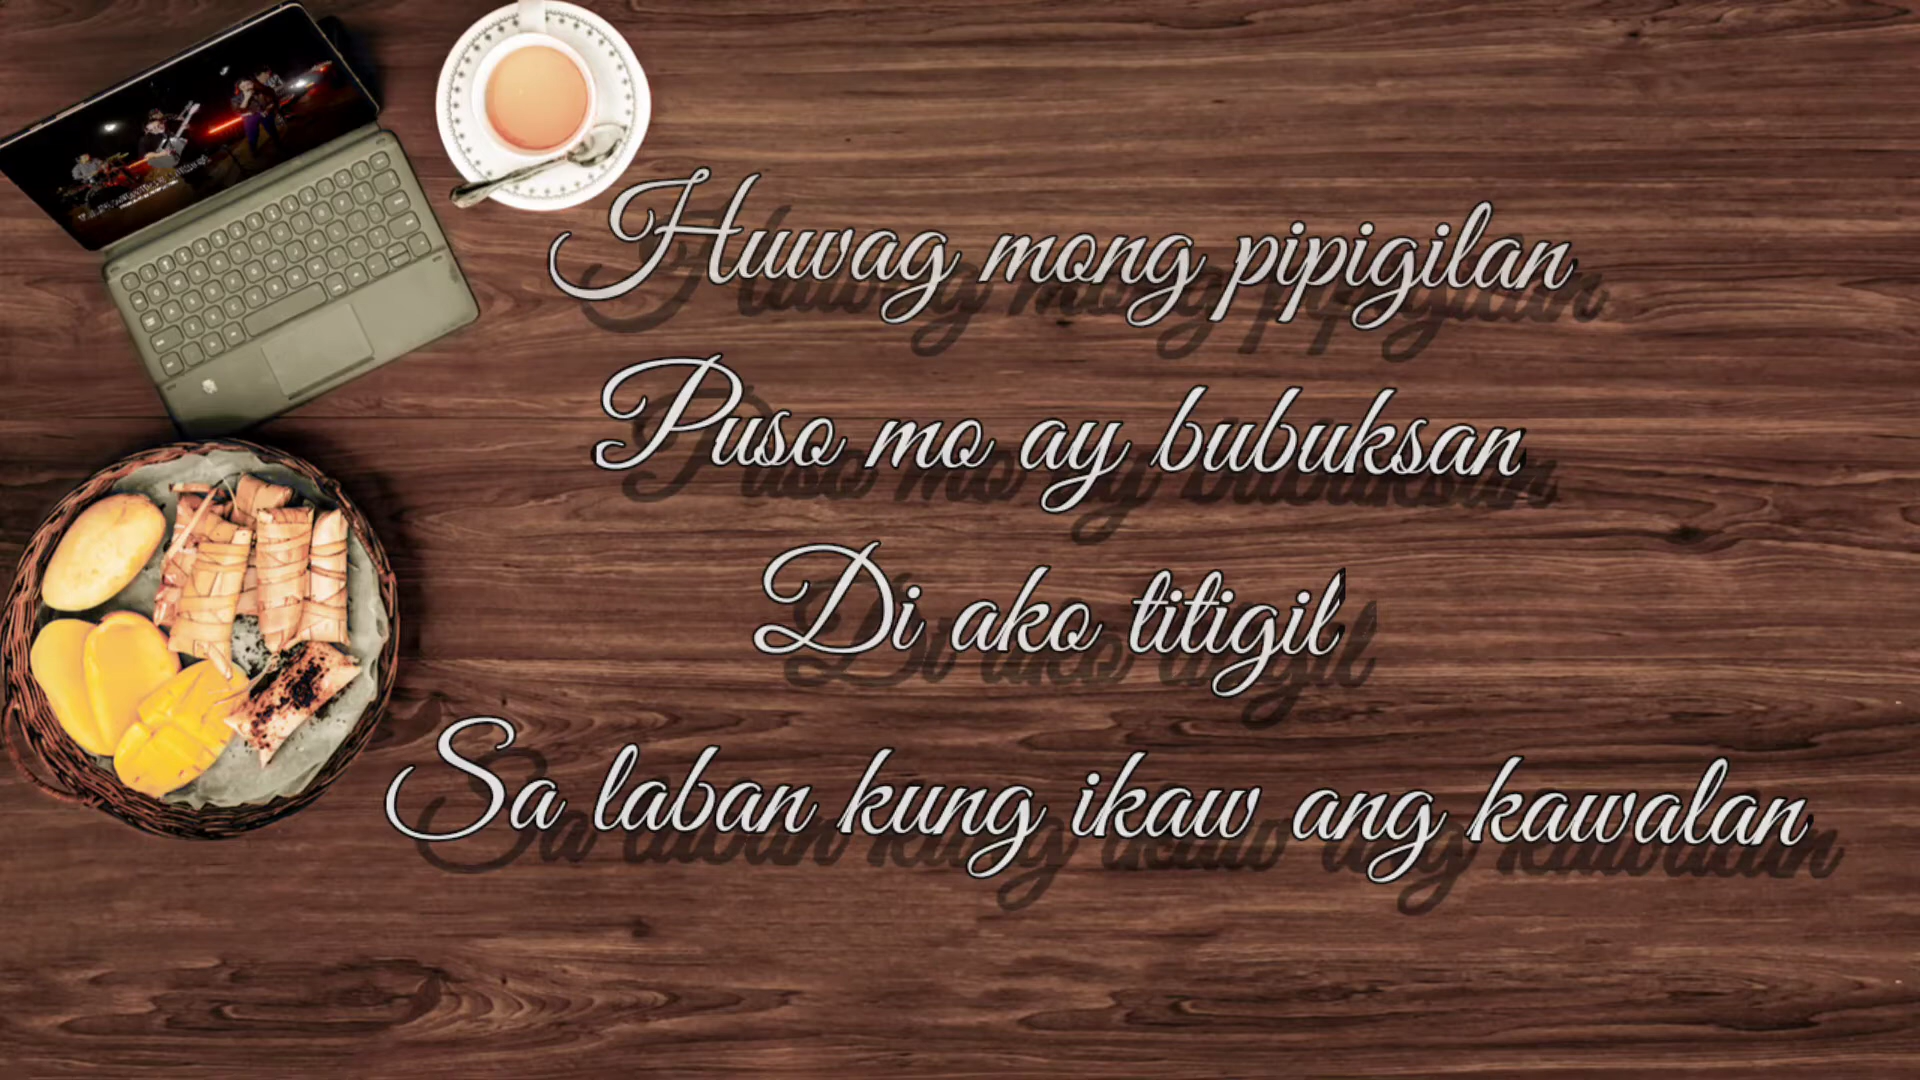 Huwag mong pipigilan
Puso mo ay bubuksan
Di ako titigil
Sa laban kung ikaw ang kawalan